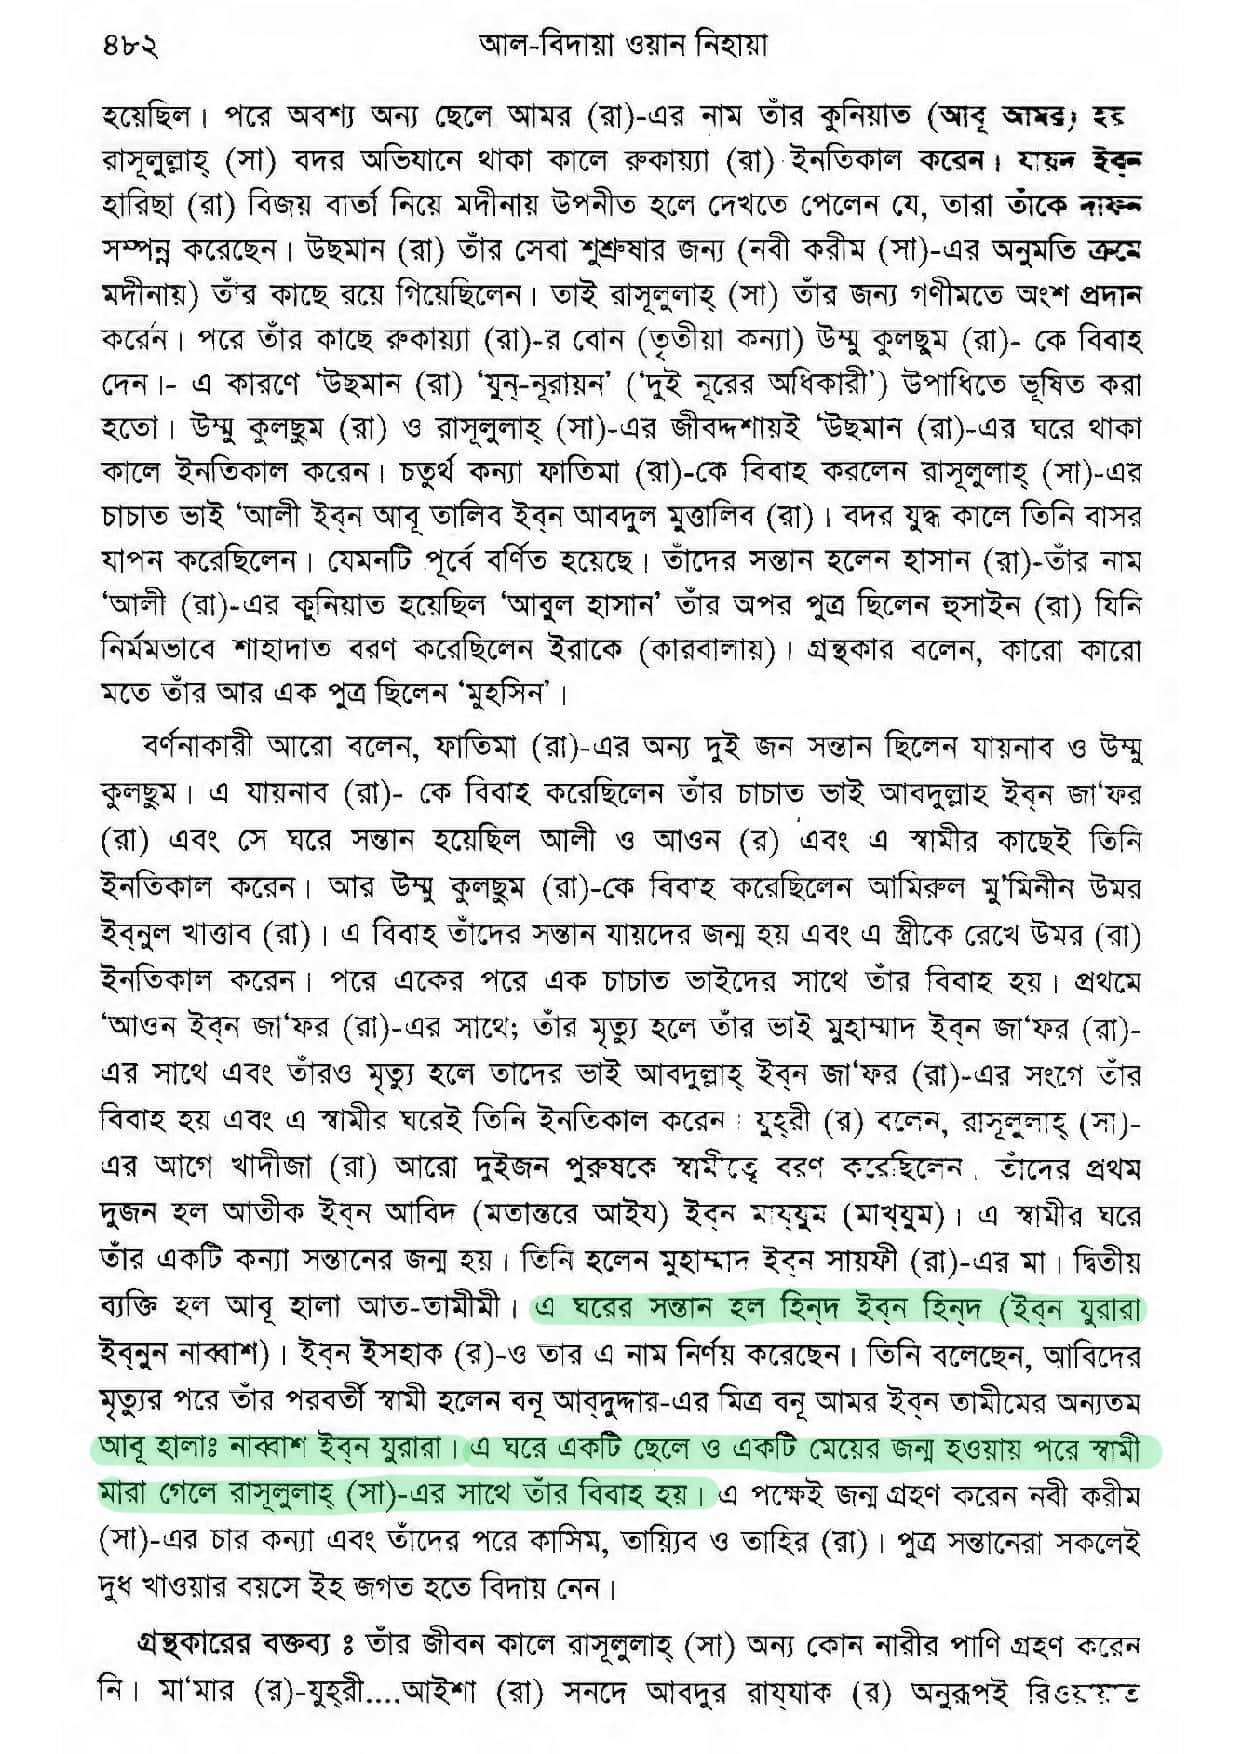 ৪৮২ আল-বিদায়া ওয়ান নিহায়া
হয়েছিল। পরে অবশ্য অন্য ছেলে আমর (রা)-এর নাম তাঁর কুনিয়াত (আবূ আমর) হয়
রাসূলুল্লাহ্ (সা) বদর অভিযানে থাকা কালে রুকায়্যা (রা) ইনতিকাল করেন। যায়ন ইব্ন
হারিছা (রা) বিজয় বার্তা নিয়ে মদীনায় উপনীত হলে দেখতে পেলেন যে, তারা তাঁকে দাফন
সম্পন্ন করেছেন। উছমান (রা) তাঁর সেবা শুশ্রুষার জন্য (নবী করীম (সা)-এর অনুমতি ক্রমে
মদীনায়) তাঁর কাছে রয়ে গিয়েছিলেন। তাই রাসূলুলাহ্ (সা) তাঁর জন্য গণীমতে অংশ প্রদান
করেন। পরে তাঁর কাছে রুকায়্যা (রা)-র বোন (তৃতীয়া কন্যা) উম্মু কুলছুম (রা)- কে বিবাহ
দেন।- এ কারণে ‘উছমান (রা) ‘যুন্-নূরায়ন’ (‘দুই নূরের অধিকারী’) উপাধিতে ভূষিত করা
হতো। উম্মু কুলছুম (রা) ও রাসূলুলাহ্ (সা)-এর জীবদ্দশায়ই ‘উছমান (রা)-এর ঘরে থাকা
কালে ইনতিকাল করেন। চতুর্থ কন্যা ফাতিমা (রা)-কে বিবাহ করলেন রাসূলুলাহ্ (সা)-এর
চাচাত ভাই ‘আলী ইব্ন আবূ তালিব ইব্ন আবদুল মুত্তালিব (রা)। বদর যুদ্ধ কালে তিনি বাসর
যাপন করেছিলেন। যেমনটি পূর্বে বর্ণিত হয়েছে। তাঁদের সন্তান হলেন হাসান (রা)-তাঁর নাম
‘আলী (রা)-এর কুনিয়াত হয়েছিল ‘আবুল হাসান’ তাঁর অপর পুত্র ছিলেন হুসাইন (রা) যিনি
নির্মমভাবে শাহাদাত বরণ করেছিলেন ইরাকে (কারবালায়)। গ্রন্থকার বলেন, কারো কারো
মতে তাঁর আর এক পুত্র ছিলেন ‘মুহসিন’।
বর্ণনাকারী আরো বলেন, ফাতিমা (রা)-এর অন্য দুই জন সন্তান ছিলেন যায়নাব ও উম্মু
কুলছুম। এ যায়নাব (রা)- কে বিবাহ করেছিলেন তাঁর চাচাত ভাই আবদুল্লাহ ইব্ন জা‘ফর
(রা) এবং সে ঘরে সন্তান হয়েছিল আলী ও আওন (র) এবং এ স্বামীর কাছেই তিনি
ইনতিকাল করেন। আর উম্মু কুলছুম (রা)-কে বিবাহ করেছিলেন আমিরুল মু’মিনীন উমর
ইব্নুল খাত্তাব (রা)। এ বিবাহ তাঁদের সন্তান যায়দের জন্ম হয় এবং এ স্ত্রীকে রেখে উমর (রা)
ইনতিকাল করেন। পরে একের পরে এক চাচাত ভাইদের সাথে তাঁর বিবাহ হয়। প্রথমে
‘আওন ইব্ন জা‘ফর (রা)-এর সাথে; তাঁর মৃত্যু হলে তাঁর ভাই মুহাম্মাদ ইব্ন জা‘ফর (রা)-
এর সাথে এবং তাঁরও মৃত্যু হলে তাদের ভাই আবদুল্লাহ্ ইব্ন জা‘ফর (রা)-এর সংগে তাঁর
বিবাহ হয় এবং এ স্বামীর ঘরেই তিনি ইনতিকাল করেন। যুহ্রী (র) বলেন, রাসূলুলাহ্ (সা)-
এর আগে খাদীজা (রা) আরো দুইজন পুরুষকে স্বামীত্বে বরণ করেছিলেন। তাঁদের প্রথম
দুজন হল আতীক ইব্ন আবিদ (মতান্তরে আইয) ইব্ন মায্যুম (মাখ্যুম)। এ স্বামীর ঘরে
তাঁর একটি কন্যা সন্তানের জন্ম হয়। তিনি হলেন মুহাম্মাদ ইব্ন সায়ফী (রা)-এর মা। দ্বিতীয়
ব্যক্তি হল আবূ হালা আত-তামীমী। এ ঘরের সন্তান হল হিন্দ ইব্ন হিন্দ (ইব্ন যুরারা
ইব্নুন নাব্বাশ)। ইব্ন ইসহাক (র)-ও তার এ নাম নির্ণয় করেছেন। তিনি বলেছেন, আবিদের
মৃত্যুর পরে তাঁর পরবর্তী স্বামী হলেন বনূ আব্দুদ্দার-এর মিত্র বনূ আমর ইব্ন তামীমের অন্যতম
আবূ হালাঃ নাব্বাশ ইব্ন যুরারা। এ ঘরে একটি ছেলে ও একটি মেয়ের জন্ম হওয়ায় পরে স্বামী
মারা গেলে রাসূলুলাহ্ (সা)-এর সাথে তাঁর বিবাহ হয়। এ পক্ষেই জন্ম গ্রহণ করেন নবী করীম
(সা)-এর চার কন্যা এবং তাঁদের পরে কাসিম, তায়্যিব ও তাহির (রা)। পুত্র সন্তানেরা সকলেই
দুধ খাওয়ার বয়সে ইহ জগত হতে বিদায় নেন।
গ্রন্থকারের বক্তব্য ঃ তাঁর জীবন কালে রাসূলুলাহ্ (সা) অন্য কোন নারীর পাণি গ্রহণ করেন
নি। মা‘মার (র)-যুহ্রী....আইশা (রা) সনদে আবদুর রায্যাক (র) অনুরূপই রিওয়ায়াত